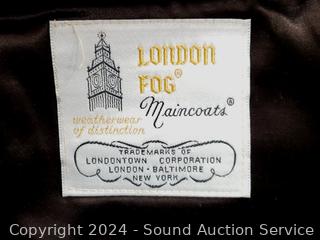 LONDON
FOG®
Maincoats®
weatherwear
of distinction
TRADEMARKS OF
LONDONTOWN CORPORATION
LONDON · BALTIMORE
NEW YORK
Copyright 2024 - Sound Auction Service